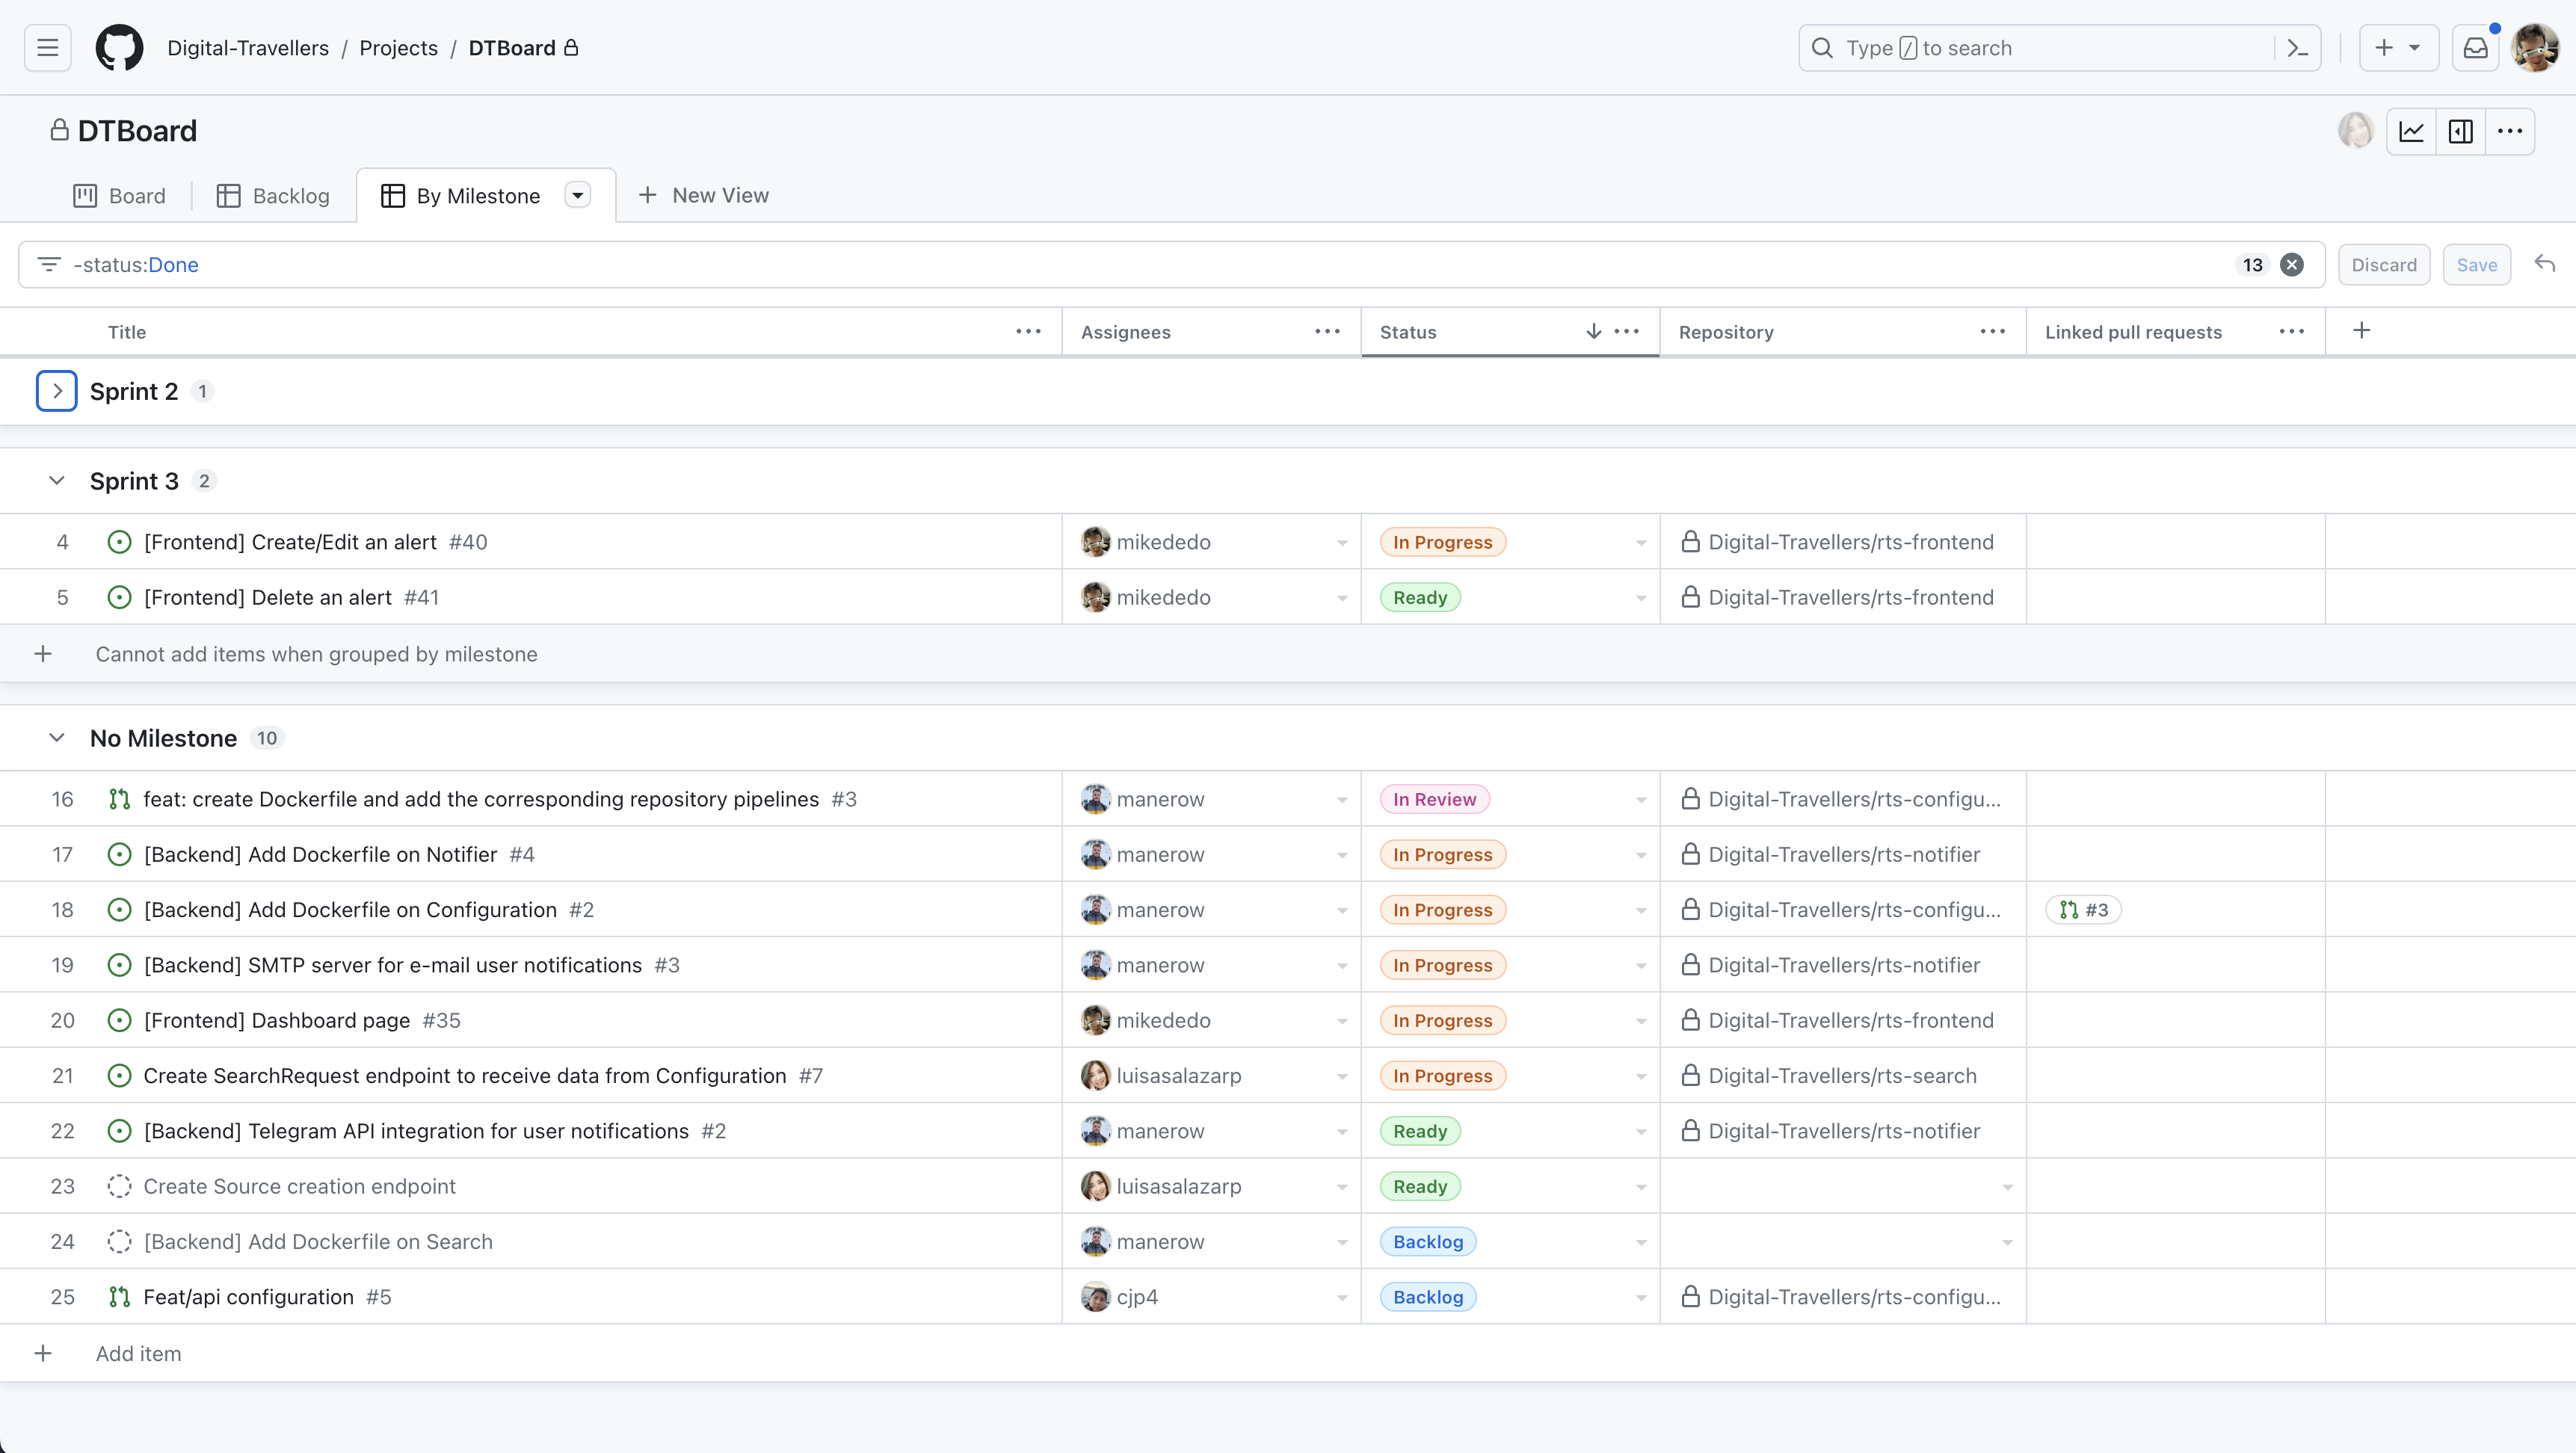 Digital-Travellers / Projects / DTBoard
Type / to search
DTBoard
Board
Backlog
By Milestone
New View
-status:Done
13
Discard
Save
Title
Assignees
Status
Repository
Linked pull requests
Sprint 2 1
Sprint 3 2
4 [Frontend] Create/Edit an alert #40 mikededo In Progress Digital-Travellers/rts-frontend
5 [Frontend] Delete an alert #41 mikededo Ready Digital-Travellers/rts-frontend
Cannot add items when grouped by milestone
No Milestone 10
16 feat: create Dockerfile and add the corresponding repository pipelines #3 manerow In Review Digital-Travellers/rts-configu...
17 [Backend] Add Dockerfile on Notifier #4 manerow In Progress Digital-Travellers/rts-notifier
18 [Backend] Add Dockerfile on Configuration #2 manerow In Progress Digital-Travellers/rts-configu... #3
19 [Backend] SMTP server for e-mail user notifications #3 manerow In Progress Digital-Travellers/rts-notifier
20 [Frontend] Dashboard page #35 mikededo In Progress Digital-Travellers/rts-frontend
21 Create SearchRequest endpoint to receive data from Configuration #7 luisasalazarp In Progress Digital-Travellers/rts-search
22 [Backend] Telegram API integration for user notifications #2 manerow Ready Digital-Travellers/rts-notifier
23 Create Source creation endpoint luisasalazarp Ready
24 [Backend] Add Dockerfile on Search manerow Backlog
25 Feat/api configuration #5 cjp4 Backlog Digital-Travellers/rts-configu...
Add item